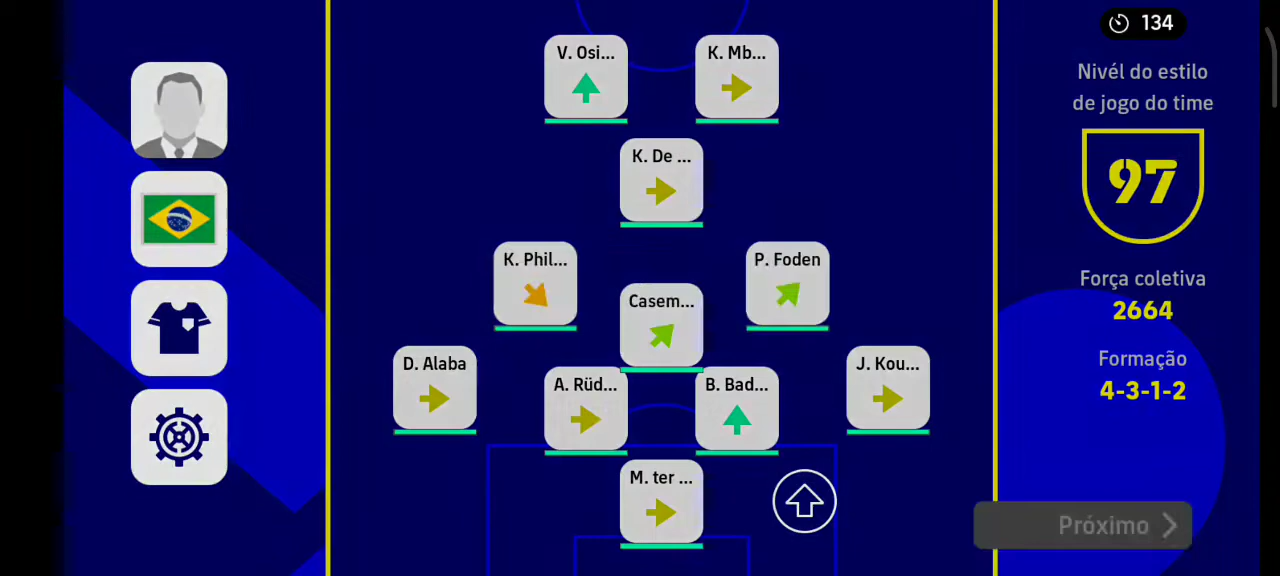 134
V. Osi...
K. Mb...
Nivél do estilo
de jogo do time
97
K. De ...
K. Phil...
P. Foden
Casem...
Força coletiva
2664
D. Alaba
A. Rüd...
B. Bad...
J. Kou...
Formação
4-3-1-2
M. ter ...
Próximo